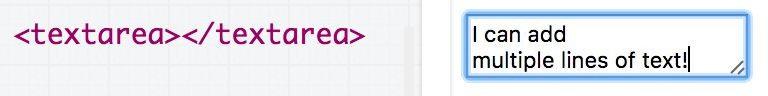 <textarea></textarea>
I can add
multiple lines of text!